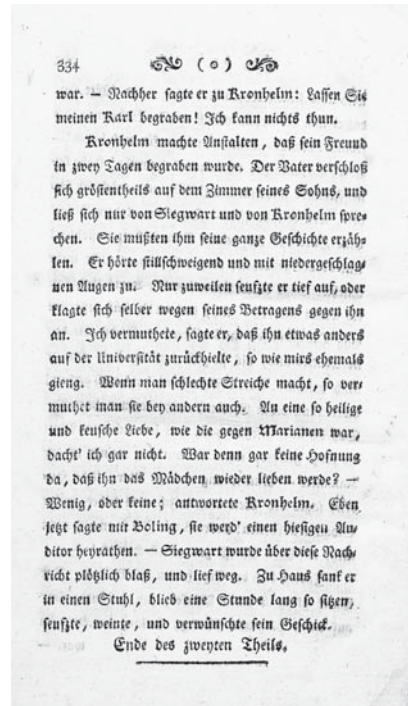 334 ( o )
war. — Nachher sagte er zu Kronhelm: Lassen Sie
meinen Karl begraben! Ich kann nichts thun.
Kronhelm machte Anstalten, daß sein Freund
in zwey Tagen begraben wurde. Der Vater verschloß
sich gröstentheils auf dem Zimmer seines Sohns, und
ließ sich nur von Siegwart und von Kronhelm spre-
chen. Sie mußten ihm seine ganze Geschichte erzäh-
len. Er hörte stillschweigend und mit niedergeschlag-
nen Augen zu. Nur zuweilen seufzte er tief auf, oder
klagte sich selber wegen seines Betragens gegen ihn
an. Ich vermuthete, sagte er, daß ihn etwas anders
auf der Universität zurückhielte, so wie mirs ehemals
gieng. Wenn man schlechte Streiche macht, so ver-
muthet man sie bey andern auch. An eine so heilige
und keusche Liebe, wie die gegen Marianen war,
dacht' ich gar nicht. War denn gar keine Hofnung
da, daß ihn das Mädchen wieder lieben werde? —
Wenig, oder keine; antwortete Kronhelm. Eben
jetzt sagte mir Boling, sie werd' einen hiesigen Au-
ditor heyrathen. — Siegwart wurde über diese Nach-
richt plötzlich blaß, und lief weg. Zu Haus sank er
in einen Stuhl, blieb eine Stunde lang so sitzen,
seufzte, weinte, und verwünschte sein Geschick.
Ende des zweyten Theils.